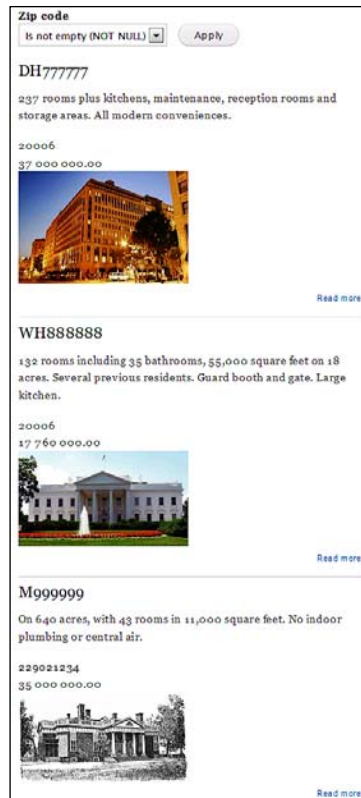 Zip code
Is not empty (NOT NULL) Apply
DH777777
237 rooms plus kitchens, maintenance, reception rooms and
storage areas. All modern conveniences.
20006
37 000 000.00
Read more
WH888888
132 rooms including 35 bathrooms, 55,000 square feet on 18
acres. Several previous residents. Guard booth and gate. Large
kitchen.
20006
17 760 000.00
Read more
M999999
On 640 acres, with 43 rooms in 11,000 square feet. No indoor
plumbing or central air.
229021234
35 000 000.00
Read more